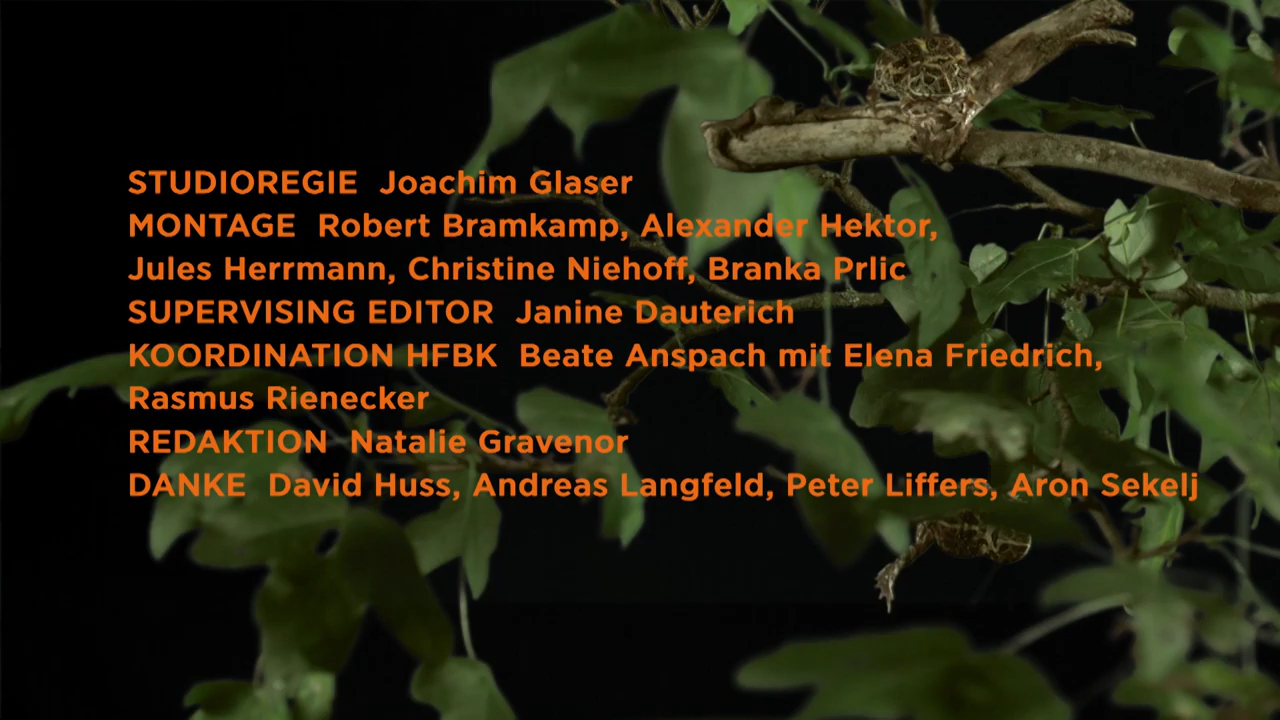 STUDIOREGIE Joachim Glaser
MONTAGE Robert Bramkamp, Alexander Hektor,
Jules Herrmann, Christine Niehoff, Branka Prlic
SUPERVISING EDITOR Janine Dauterich
KOORDINATION HFBK Beate Anspach mit Elena Friedrich,
Rasmus Rienecker
REDAKTION Natalie Gravenor
DANKE David Huss, Andreas Langfeld, Peter Liffers, Aron Sekelj